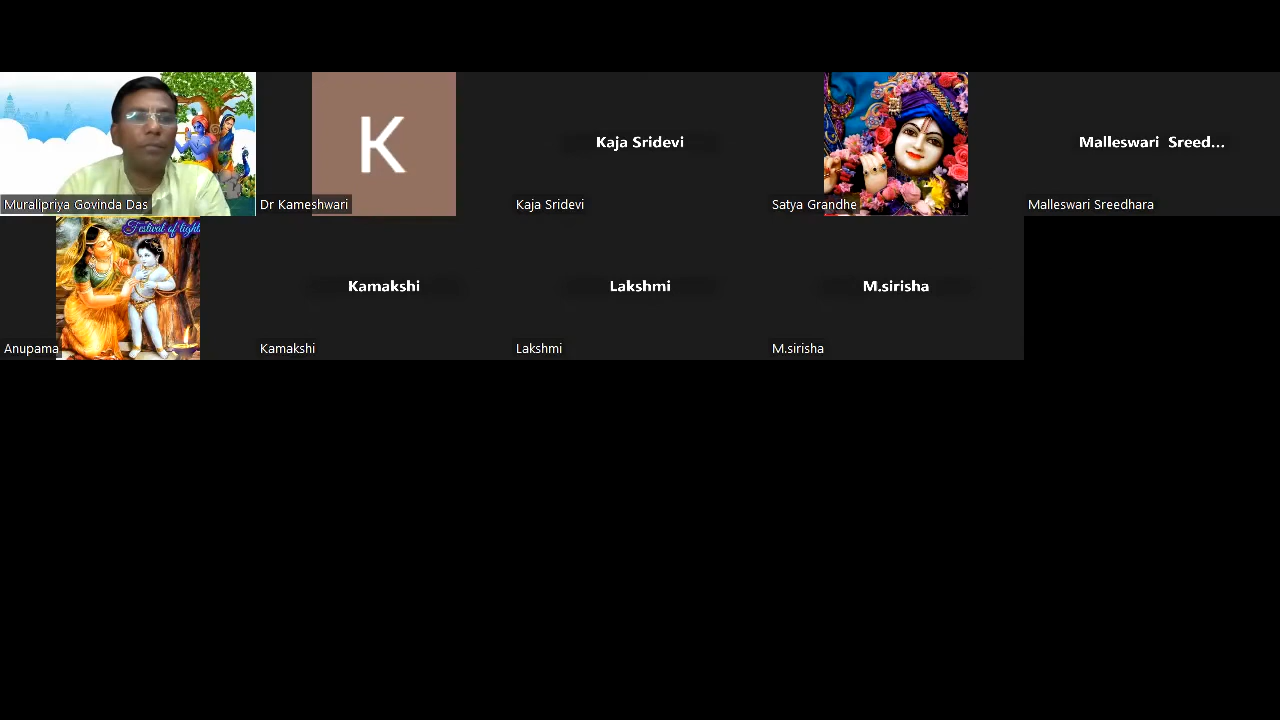 K
Kaja Sridevi
Malleswari Sreed...
Muralipriya Govinda Das
Dr Kameshwari
Kaja Sridevi
Satya Grandhe
Malleswari Sreedhara
Festival of light
Kamakshi
Lakshmi
M.sirisha
Anupama
Kamakshi
Lakshmi
M.sirisha